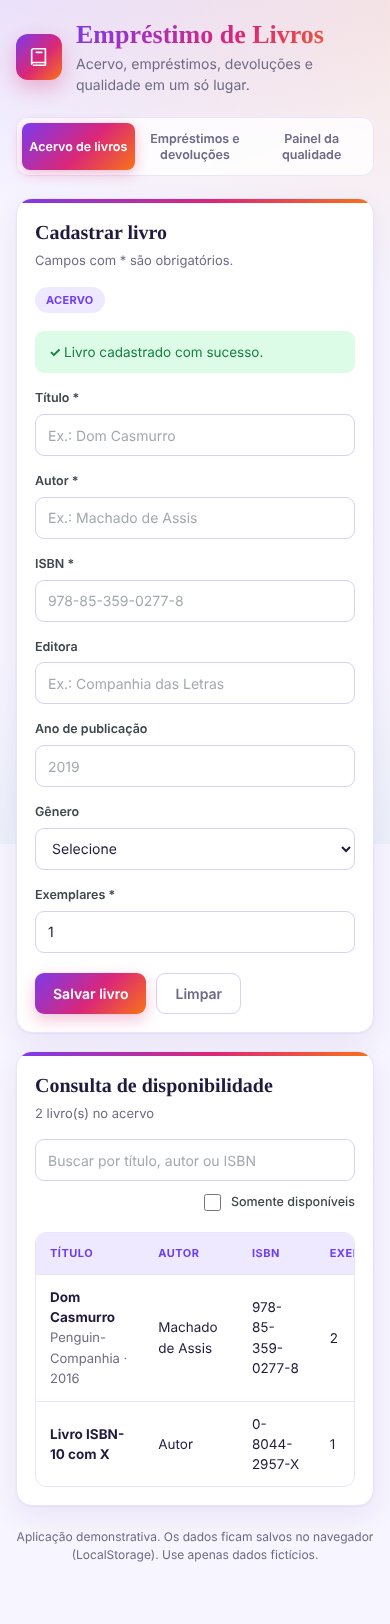 Empréstimo de Livros
Acervo, empréstimos, devoluções e
qualidade em um só lugar.
Acervo de livros
Empréstimos e
devoluções
Painel da
qualidade
Cadastrar livro
Campos com * são obrigatórios.
ACERVO
✓ Livro cadastrado com sucesso.
Título *
Ex.: Dom Casmurro
Autor *
Ex.: Machado de Assis
ISBN *
978-85-359-0277-8
Editora
Ex.: Companhia das Letras
Ano de publicação
2019
Gênero
Selecione
Exemplares *
1
Salvar livro
Limpar
Consulta de disponibilidade
2 livro(s) no acervo
Buscar por título, autor ou ISBN
Somente disponíveis
TÍTULO AUTOR ISBN
Dom
Casmurro
Penguin-
Companhia ·
2016
Machado
de Assis
978-
85-
359-
0277-8
2
Livro ISBN-
10 com X
Autor
0-
8044-
2957-X
1
Aplicação demonstrativa. Os dados ficam salvos no navegador
(LocalStorage). Use apenas dados fictícios.